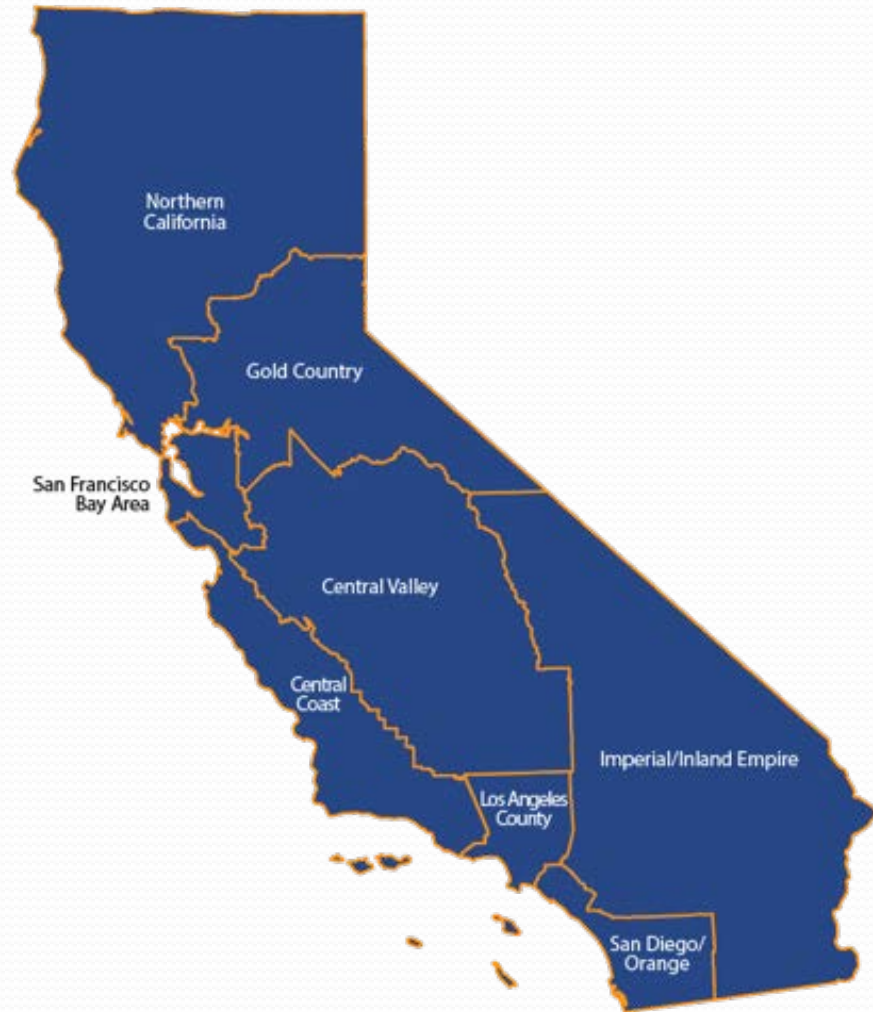 Northern
California
Gold Country
San Francisco
Bay Area
Central Valley
Central
Coast
Imperial/Inland Empire
Los Angeles
County
San Diego/
Orange